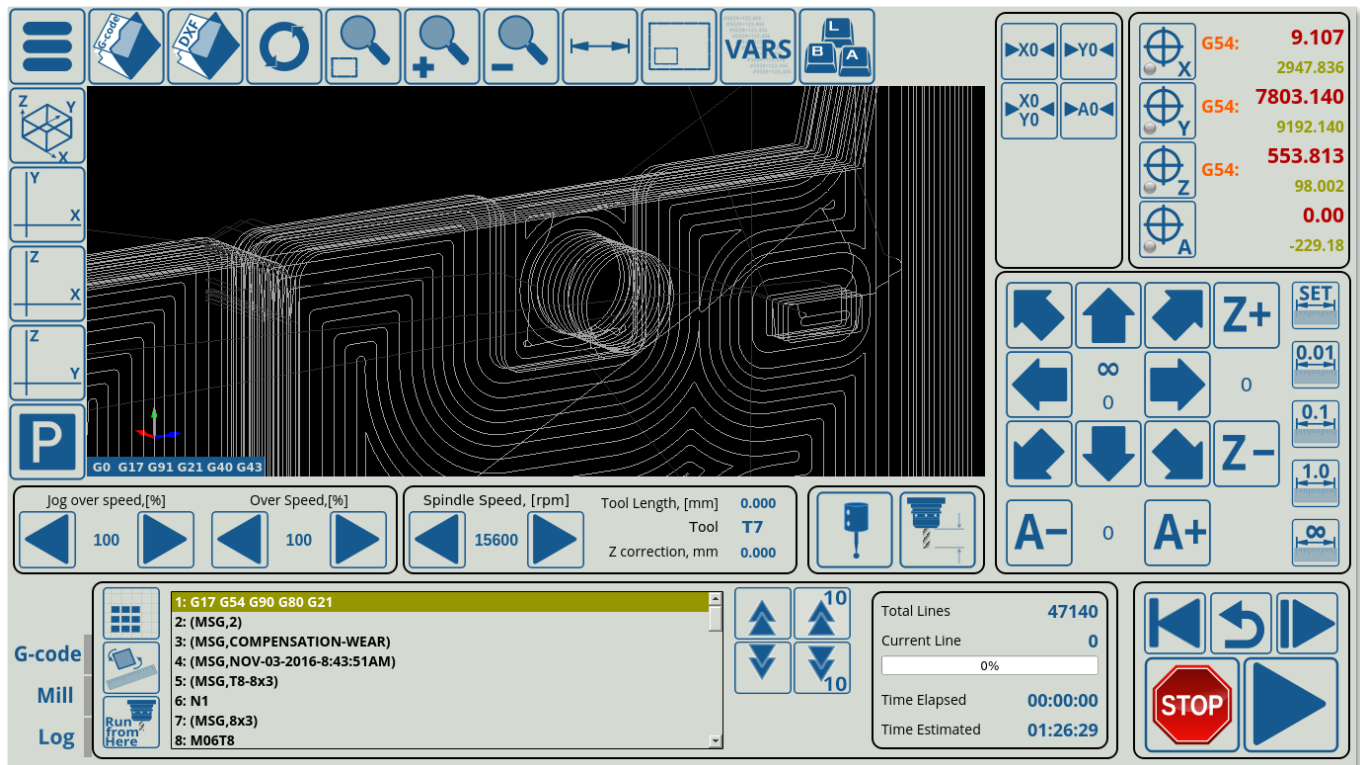 G-code
DXF
VARS
L
B
A
X0
Y0
X0
Y0
A0
X
G54:
9.107
2947.836
Y
G54:
7803.140
9192.140
Z
G54:
553.813
98.002
A
0.00
-229.18
Z
Y
X
Y
X
Z
X
Z
Y
P
G0 G17 G91 G21 G40 G43
Z+
SET
∞
0
0
0.01
0.1
Z-
1.0
A-
0
A+
∞
Jog over speed,[%]
Over Speed,[%]
100
100
Spindle Speed, [rpm]
15600
Tool Length, [mm] 0.000
Tool T7
Z correction, mm 0.000
G-code
Mill
Log
Run
from
Here
1: G17 G54 G90 G80 G21
2: (MSG,2)
3: (MSG,COMPENSATION-WEAR)
4: (MSG,NOV-03-2016-8:43:51AM)
5: (MSG,T8-8x3)
6: N1
7: (MSG,8x3)
8: M06T8
10
10
Total Lines 47140
Current Line 0
0%
Time Elapsed 00:00:00
Time Estimated 01:26:29
STOP